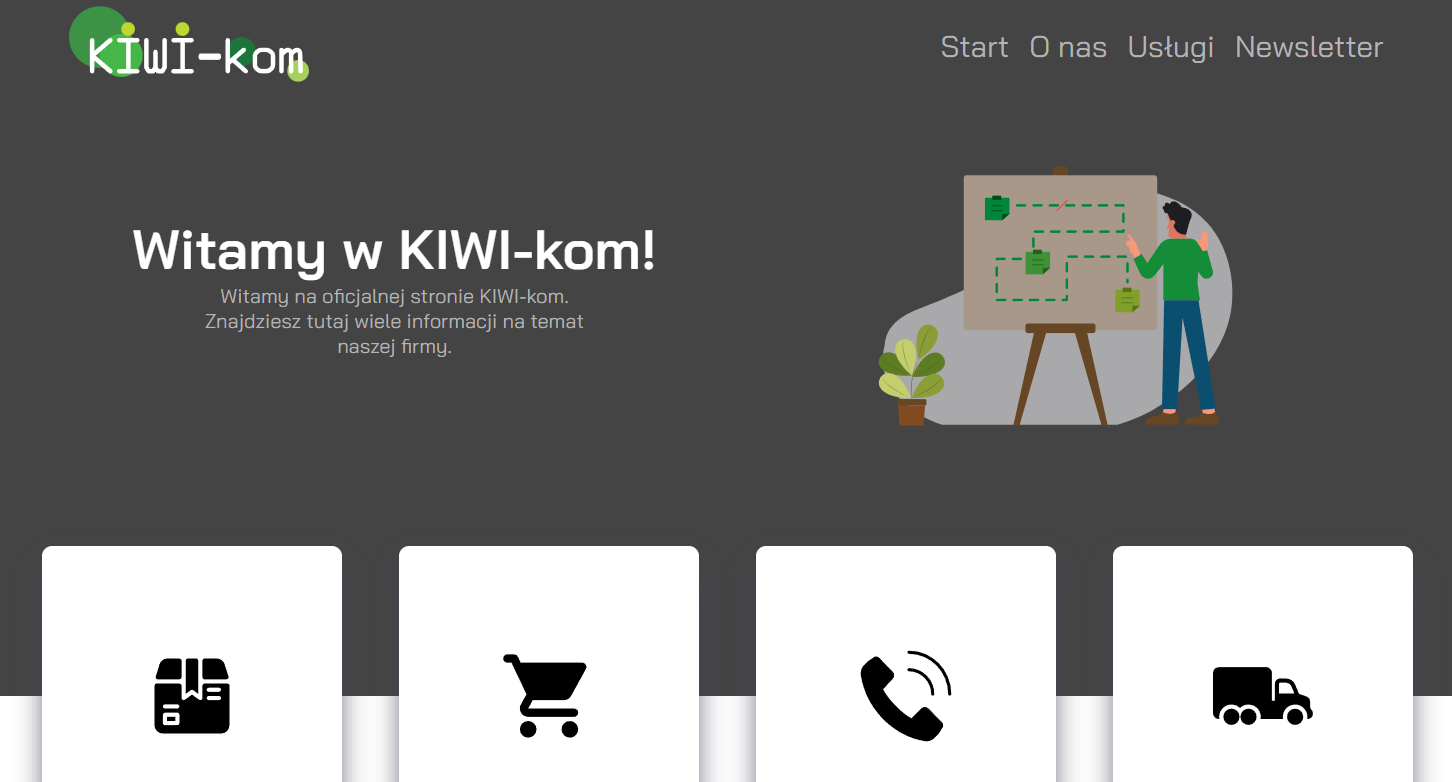 KIWI-kom
Start O nas Usługi Newsletter
Witamy w KIWI-kom!
Witamy na oficjalnej stronie KIWI-kom.
Znajdziesz tutaj wiele informacji na temat
naszej firmy.